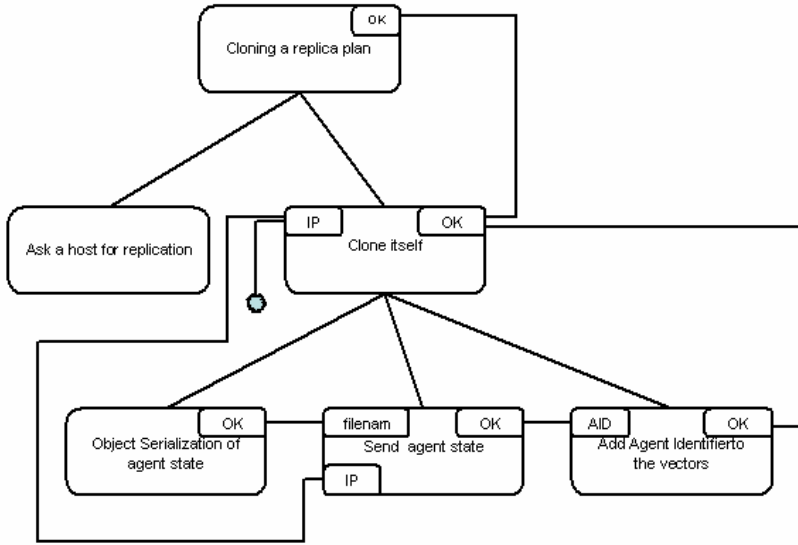 OK
Cloning a replica plan
Ask a host for replication
IP
OK
Clone itself
OK
Object Serialization of
agent state
filenam
OK
Send agent state
IP
AID
OK
Add Agent Identifierto
the vectors